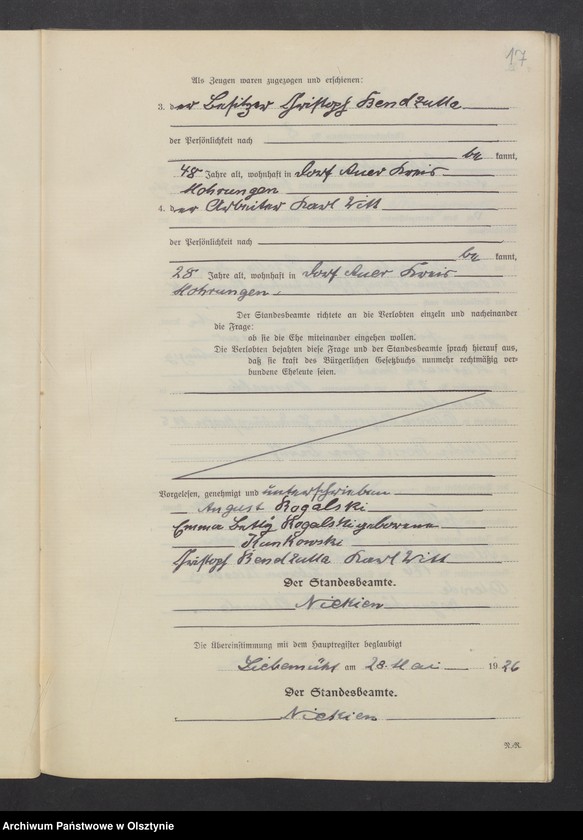 17
Als Zeugen waren zugezogen und erschienen:
3. der Besitzer Christoph Bendzulla
der Persönlichkeit nach
be kannt,
48 Jahre alt, wohnhaft in Dorf Auer Kreis
Mohrungen
4. der Arbeiter Karl Witt
der Persönlichkeit nach
be kannt,
28 Jahre alt, wohnhaft in Dorf Auer Kreis
Mohrungen.
Der Standesbeamte richtete an die Verlobten einzeln und nacheinander
die Frage:
ob sie die Ehe miteinander eingehen wollen.
Die Verlobten bejahten diese Frage und der Standesbeamte sprach hierauf aus,
daß sie kraft des Bürgerlichen Gesetzbuchs nunmehr rechtmäßig ver-
bundene Eheleute seien.
Vorgelesen, genehmigt und unterschrieben
August Rogalski
Emma Rogalski geborene
Kunkowski
Christoph Bendzulla Karl Witt
Der Standesbeamte.
Nickien
Die Übereinstimmung mit dem Hauptregister beglaubigt
Liebemühl am 28. Mai 1926
Der Standesbeamte.
Nickien
R./R.
Archiwum Państwowe w Olsztynie